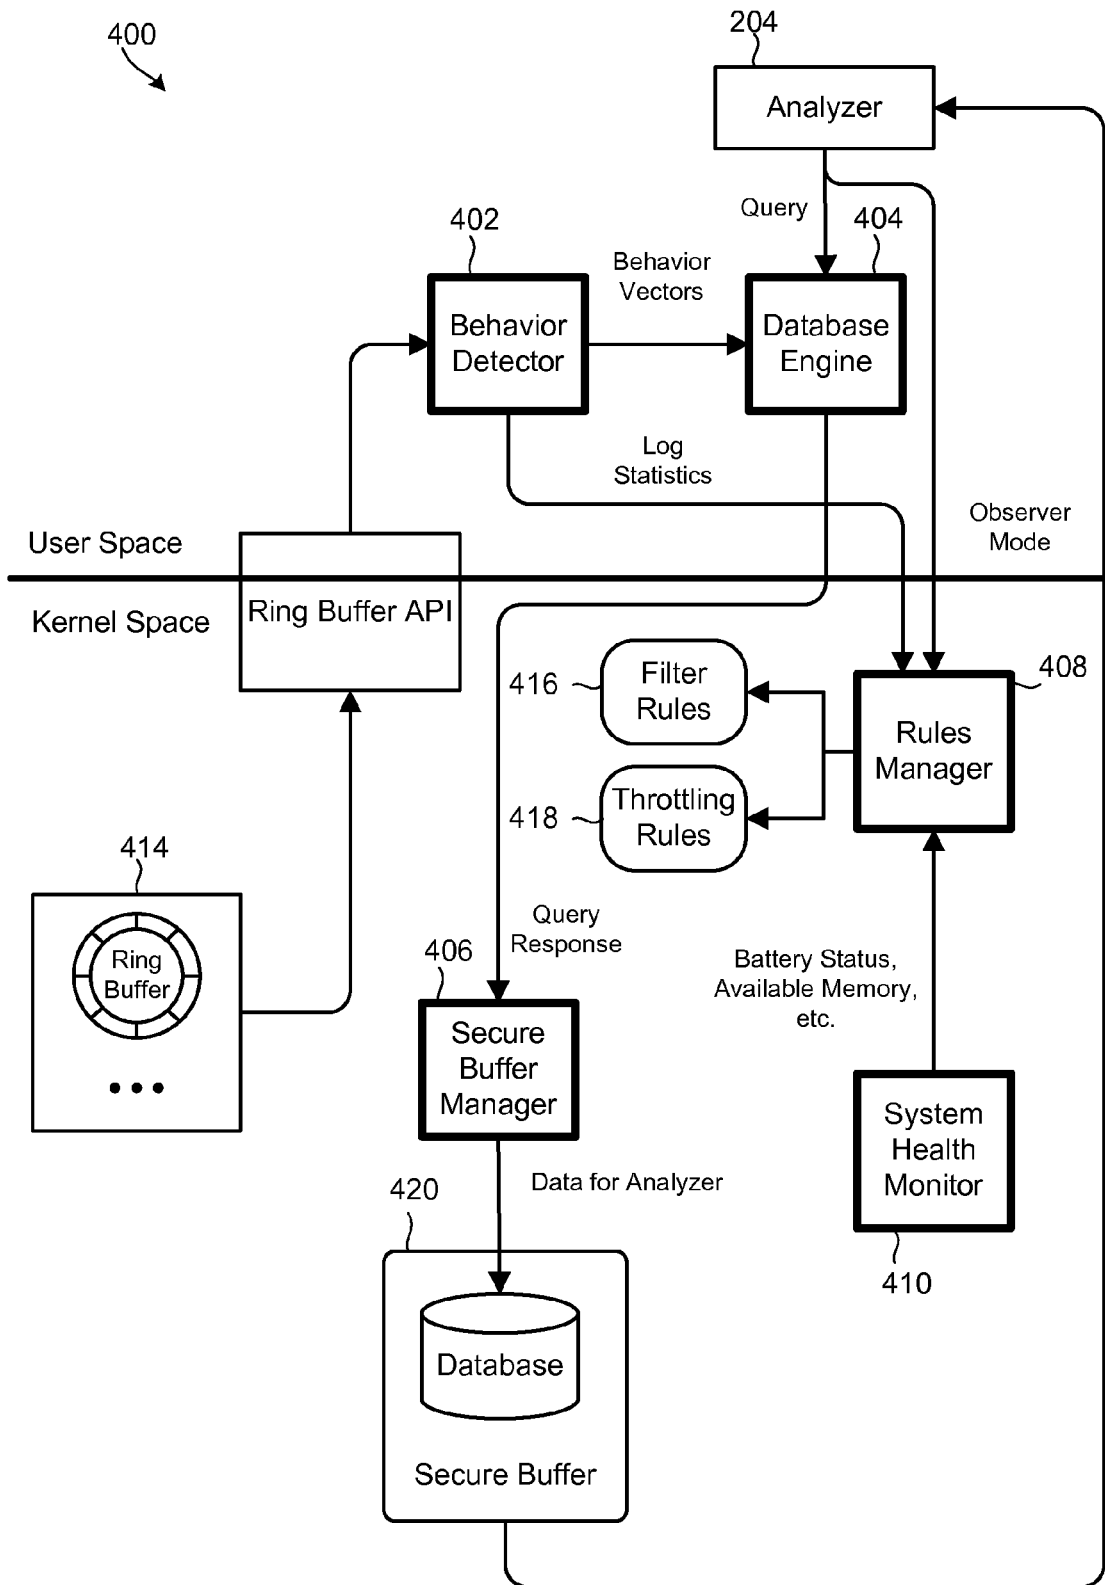 400
204
Analyzer
Query
402
404
Behavior
Vectors
Behavior
Detector
Database
Engine
Log
Statistics
Observer
Mode
User Space
Kernel Space
Ring Buffer API
416
Filter
Rules
408
Rules
Manager
418
Throttling
Rules
414
Ring
Buffer
Query
Response
406
Battery Status,
Available Memory,
etc.
Secure
Buffer
Manager
System
Health
Monitor
Data for Analyzer
420
410
Database
Secure Buffer